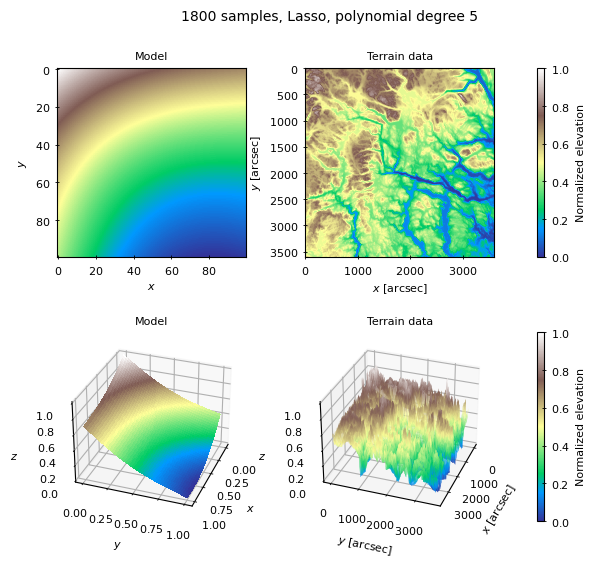 1800 samples, Lasso, polynomial degree 5
Model
Terrain data
0
20
40
60
80
y
0 20 40 60 80
x
0
500
1000
1500
2000
2500
3000
3500
y [arcsec]
0 1000 2000 3000
x [arcsec]
1.0
0.8
0.6
0.4
0.2
0.0
Normalized elevation
Model
Terrain data
1.0
0.8
0.6
0.4
0.2
0.0
z
0.00 0.25 0.50 0.75 1.00
y
0.00
0.25
0.50
0.75
1.00
x
1.0
0.8
0.6
0.4
0.2
0.0
z
0 1000 2000 3000
y [arcsec]
0
1000
2000
3000
x [arcsec]
1.0
0.8
0.6
0.4
0.2
0.0
Normalized elevation